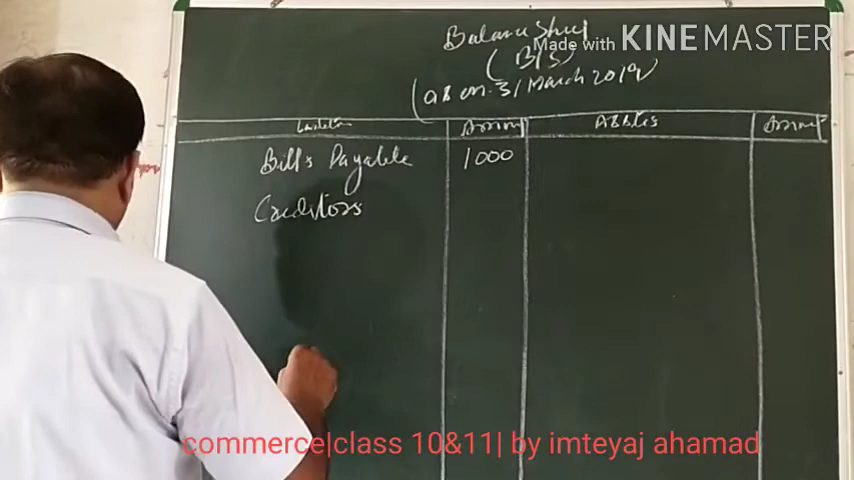 Balance Sheet
Made with KINEMASTER
(B/S)
(as on 31 March 2019)
Amount Assets Amount
Bills Payable 1000
Creditors
commerce|class 10&11| by imteyaj ahamad